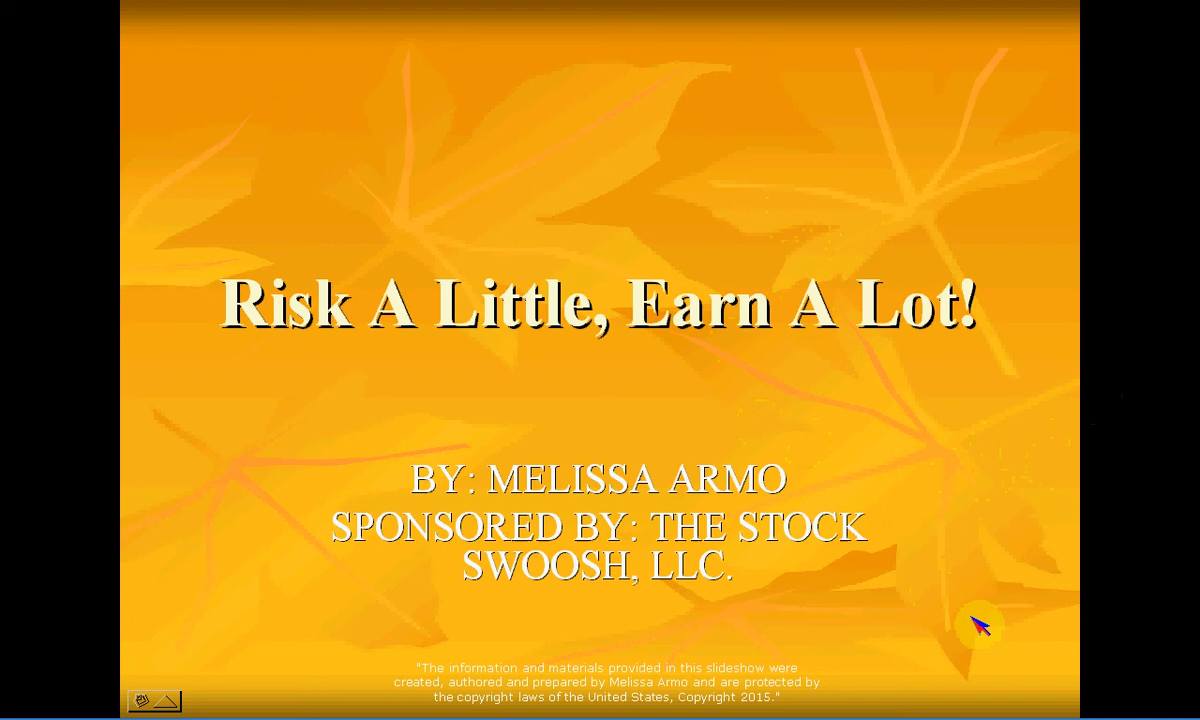 Risk A Little, Earn A Lot!
BY: MELISSA ARMO
SPONSORED BY: THE STOCK
SWOOSH, LLC.
"The information and materials provided in this slideshow were
created, authored and prepared by Melissa Armo and are protected by
the copyright laws of the United States, Copyright 2015."